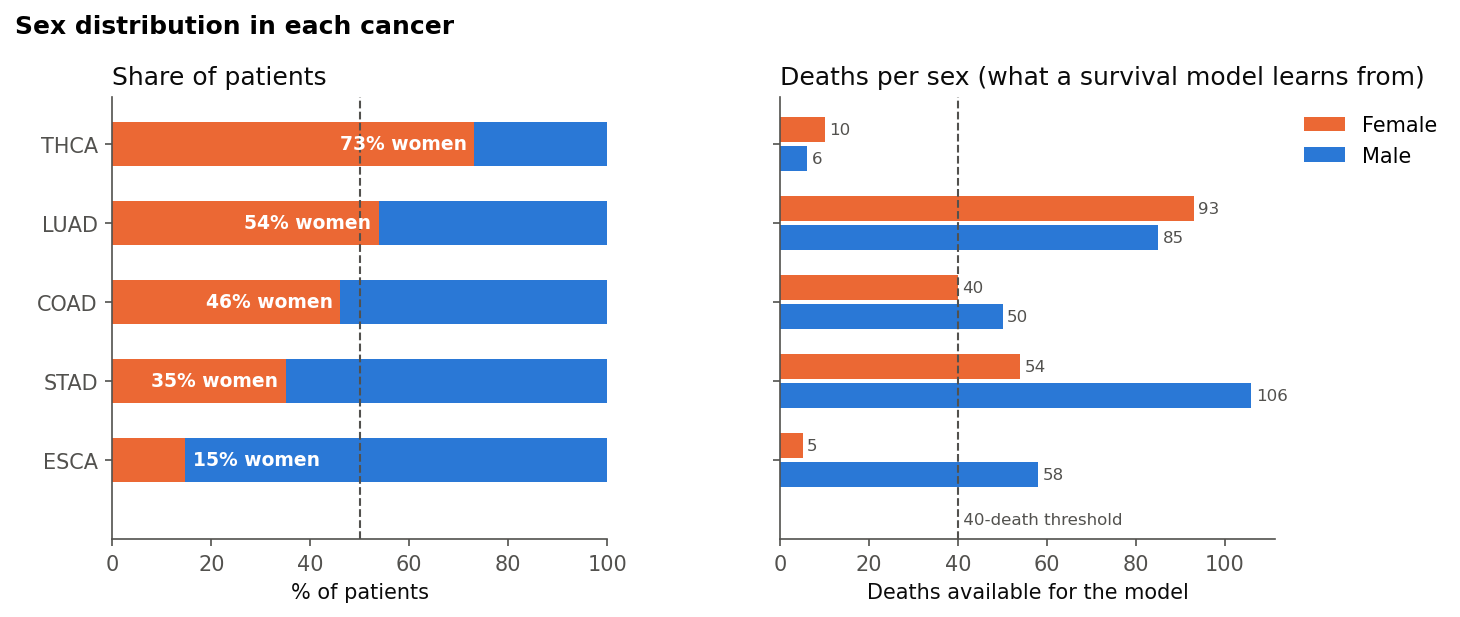 Sex distribution in each cancer
Share of patients
THCA
73% women
LUAD
54% women
COAD
46% women
STAD
35% women
ESCA
15% women
0 20 40 60 80 100
% of patients
Deaths per sex (what a survival model learns from)
Female
Male
10
6
93
85
40
50
54
106
5
58
40-death threshold
0 20 40 60 80 100
Deaths available for the model